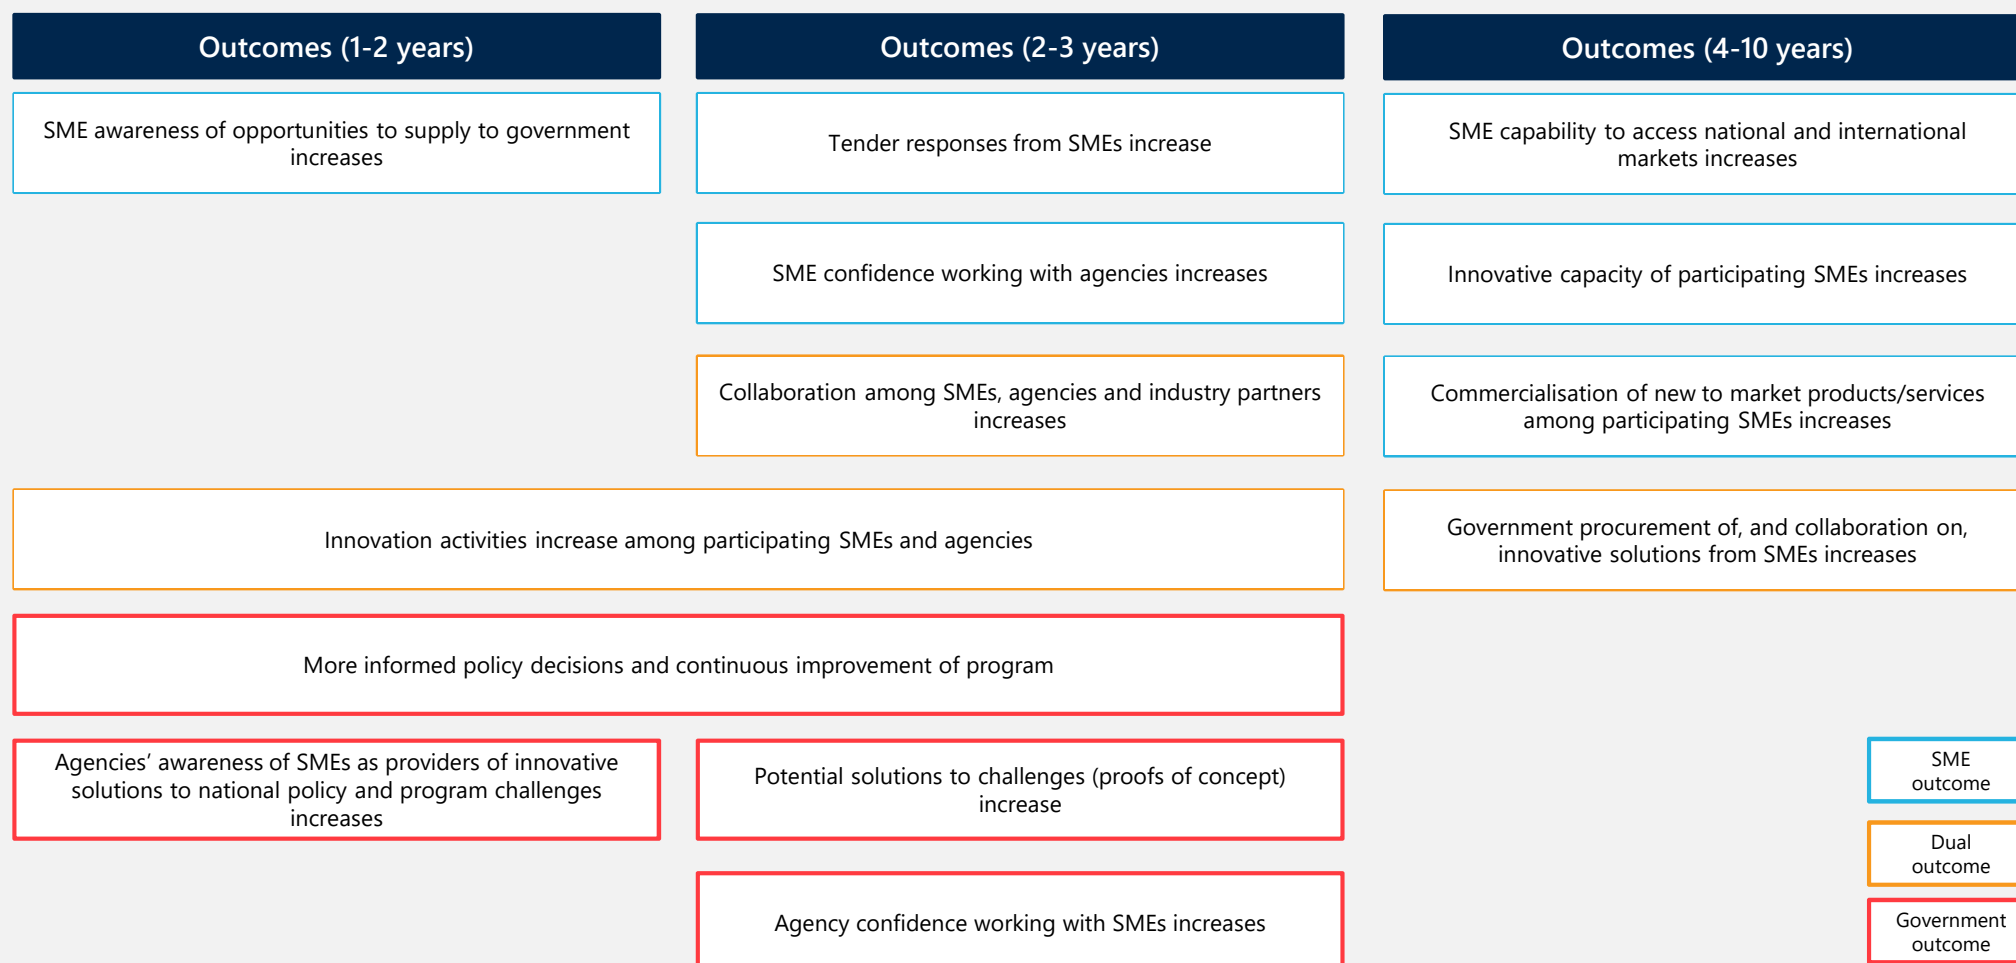 Outcomes (1-2 years)
Outcomes (2-3 years)
Outcomes (4-10 years)
SME awareness of opportunities to supply to government
increases
Tender responses from SMEs increase
SME capability to access national and international
markets increases
SME confidence working with agencies increases
Innovative capacity of participating SMEs increases
Collaboration among SMEs, agencies and industry partners
increases
Commercialisation of new to market products/services
among participating SMEs increases
Innovation activities increase among participating SMEs and agencies
Government procurement of, and collaboration on,
innovative solutions from SMEs increases
More informed policy decisions and continuous improvement of program
Agencies’ awareness of SMEs as providers of innovative
solutions to national policy and program challenges
increases
Potential solutions to challenges (proofs of concept)
increase
Agency confidence working with SMEs increases
SME
outcome
Dual
outcome
Government
outcome